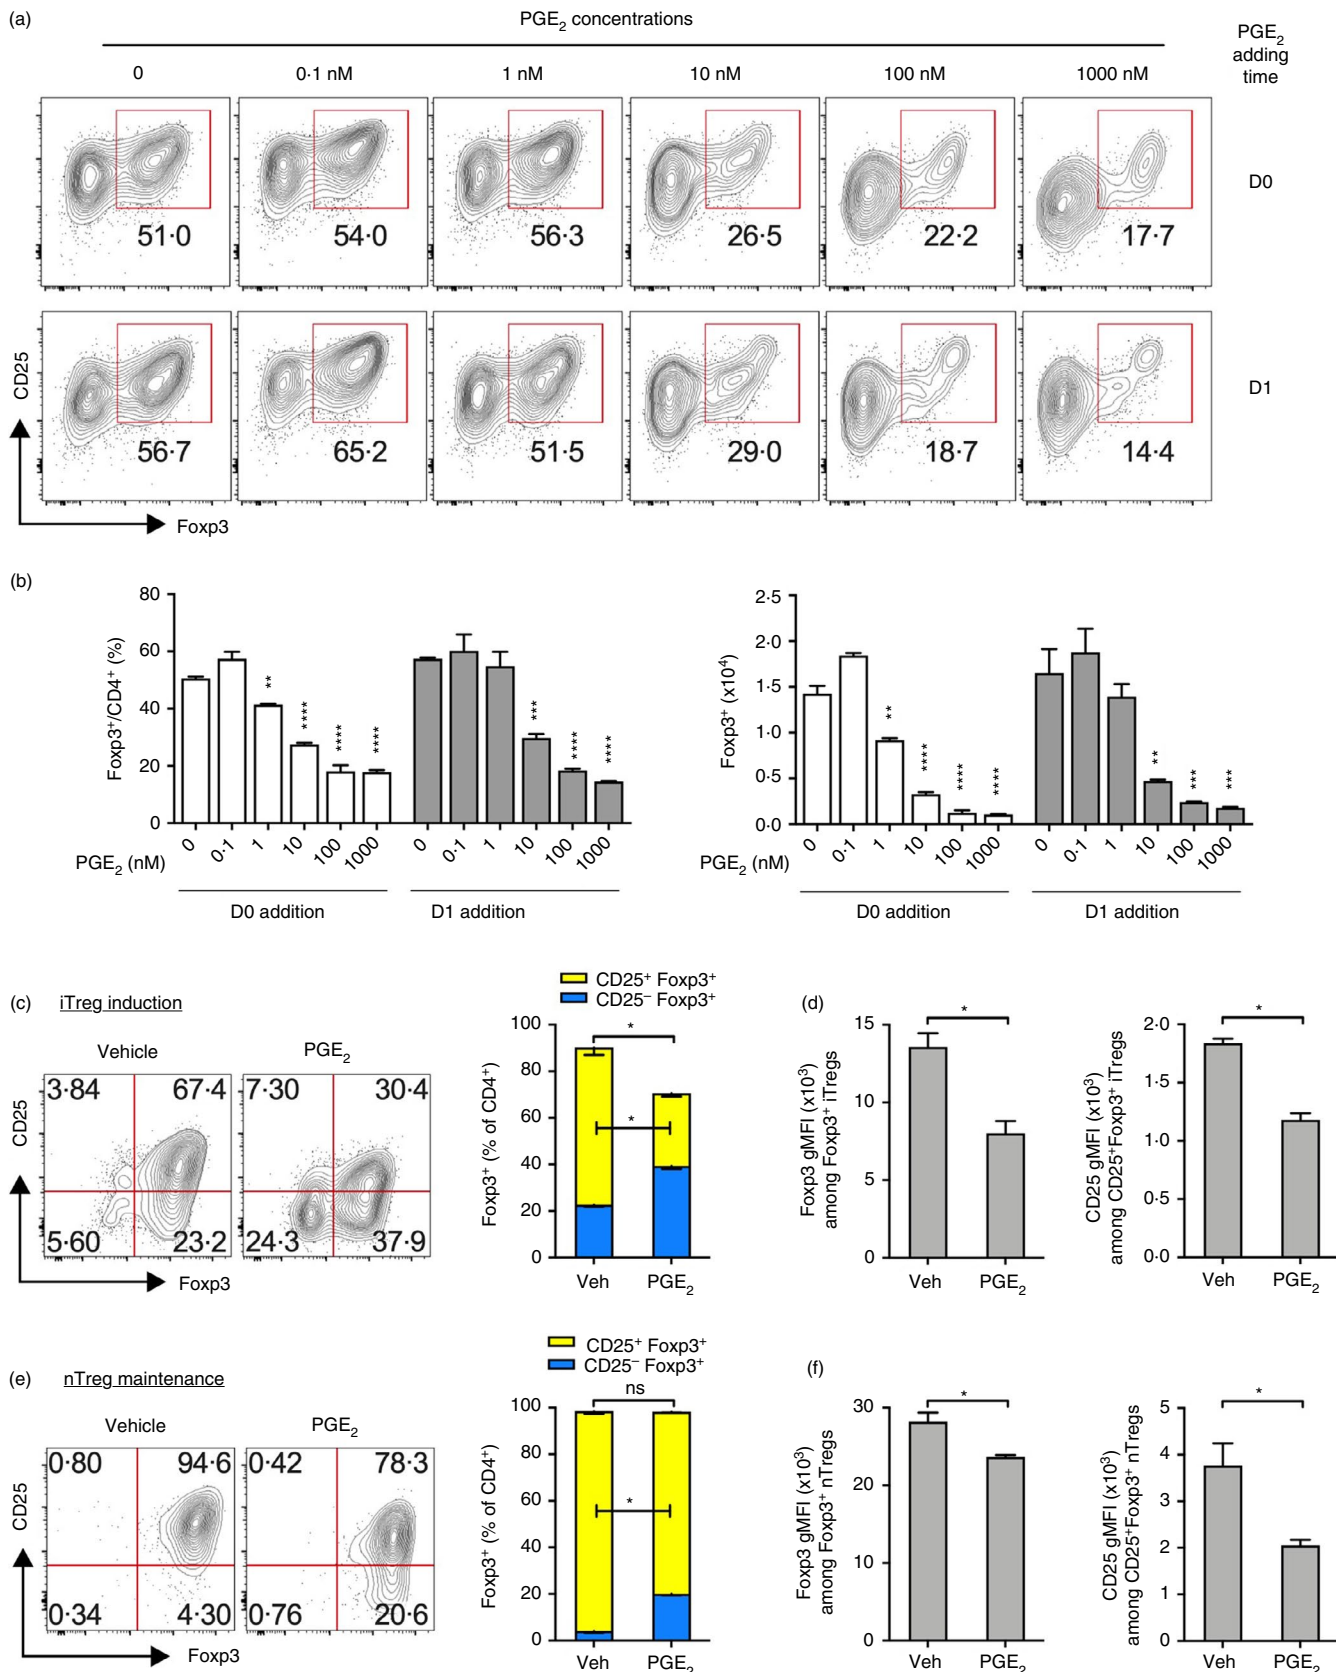 (a)
PGE2 concentrations
PGE2 adding time
0
0·1 nM
1 nM
10 nM
100 nM
1000 nM
51·0
54·0
56·3
26·5
22·2
17·7
D0
56·7
65·2
51·5
29·0
18·7
14·4
D1
CD25
Foxp3
(b)
Foxp3+/CD4+ (%)
80
60
40
20
0
**
****
****
****
***
****
****
0
0·1
1
10
100
1000
0
0·1
1
10
100
1000
PGE2 (nM)
D0 addition
D1 addition
Foxp3+ (x10⁴)
2·5
2·0
1·5
1·0
0·5
0·0
**
****
****
****
**
***
***
0
0·1
1
10
100
1000
0
0·1
1
10
100
1000
PGE2 (nM)
D0 addition
D1 addition
(c)
iTreg induction
Vehicle
PGE2
3·84
67·4
7·30
30·4
5·60
23·2
24·3
37·9
CD25
Foxp3
CD25+ Foxp3+
CD25− Foxp3+
Foxp3+ (% of CD4+)
100
80
60
40
20
0
*
*
Veh
PGE2
(d)
Foxp3 gMFI (x10³)
among Foxp3+ iTregs
15
10
5
0
*
Veh
PGE2
CD25 gMFI (x10³)
among CD25+Foxp3+ iTregs
2·0
1·5
1·0
0·5
0·0
*
Veh
PGE2
(e)
nTreg maintenance
Vehicle
PGE2
0·80
94·6
0·42
78·3
0·34
4·30
0·76
20·6
CD25
Foxp3
CD25+ Foxp3+
CD25− Foxp3+
Foxp3+ (% of CD4+)
100
80
60
40
20
0
ns
*
Veh
PGE2
(f)
Foxp3 gMFI (x10³)
among Foxp3+ nTregs
30
20
10
0
*
Veh
PGE2
CD25 gMFI (x10³)
among CD25+Foxp3+ nTregs
5
4
3
2
1
0
*
Veh
PGE2